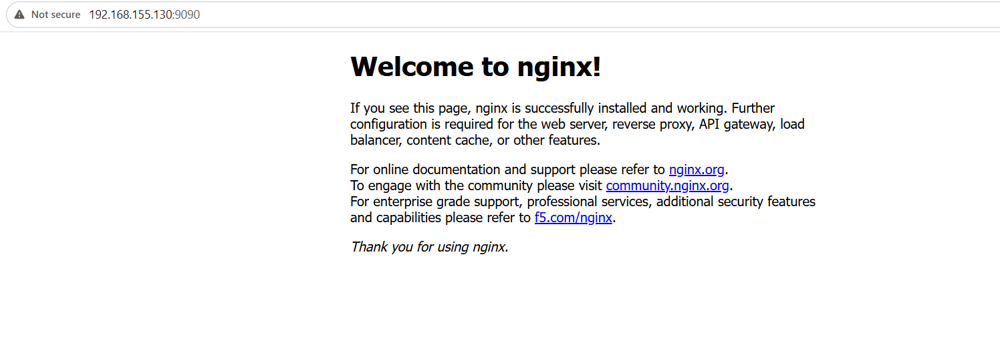 Not secure 192.168.155.130:9090
Welcome to nginx!
If you see this page, nginx is successfully installed and working. Further
configuration is required for the web server, reverse proxy, API gateway, load
balancer, content cache, or other features.
For online documentation and support please refer to nginx.org.
To engage with the community please visit community.nginx.org.
For enterprise grade support, professional services, additional security features
and capabilities please refer to f5.com/nginx.
Thank you for using nginx.